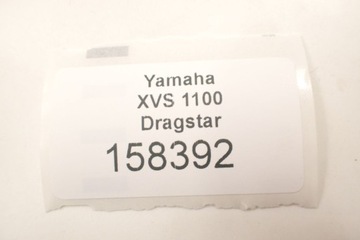 Yamaha
XVS 1100
Dragstar
158392